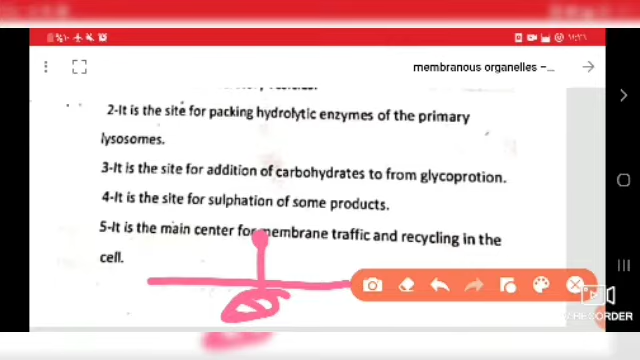 membranous organelles –...
2-It is the site for packing hydrolytic enzymes of the primary
lysosomes.
3-It is the site for addition of carbohydrates to from glycoprotion.
4-It is the site for sulphation of some products.
5-It is the main center for membrane traffic and recycling in the
cell.